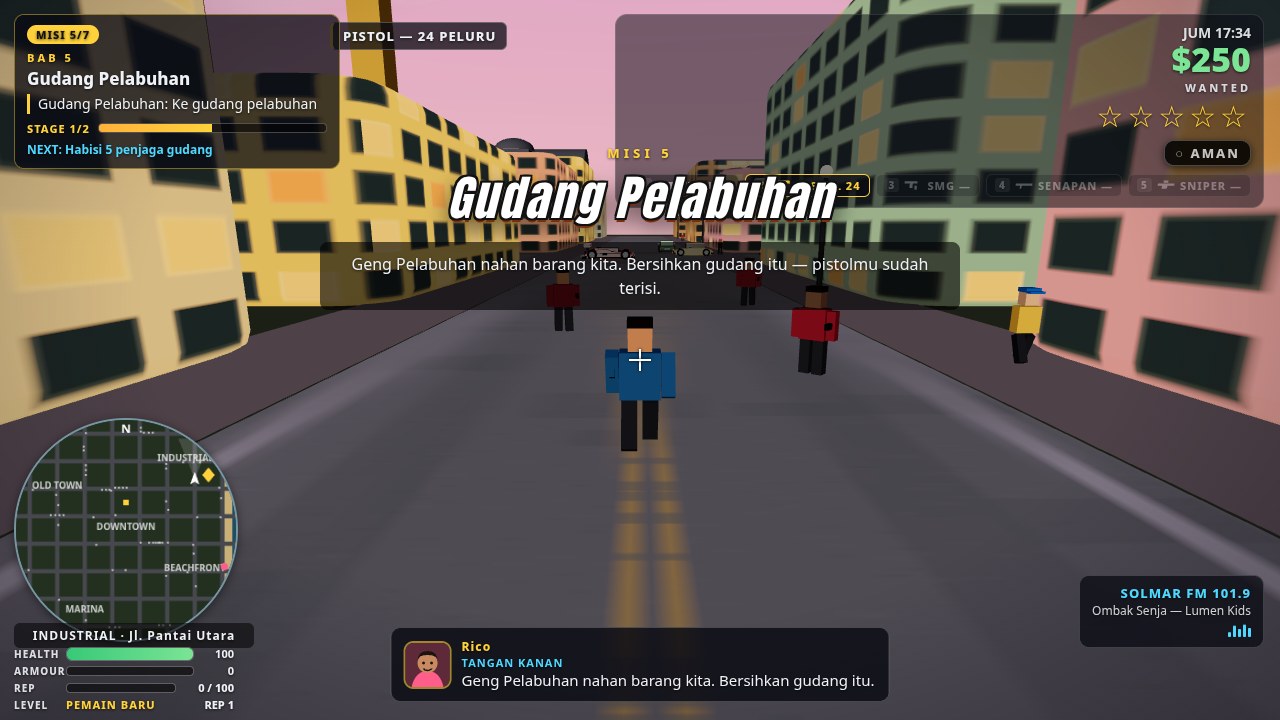 MISI 5/7
BAB 5
Gudang Pelabuhan
Gudang Pelabuhan: Ke gudang pelabuhan
STAGE 1/2
NEXT: Habisi 5 penjaga gudang
PISTOL — 24 PELURU
JUM 17:34
$250
WANTED
☆ ☆ ☆ ☆ ☆
○ AMAN
24
3 SMG —
4 SENAPAN —
5 SNIPER —
MISI 5
Gudang Pelabuhan
Geng Pelabuhan nahan barang kita. Bersihkan gudang itu — pistolmu sudah
terisi.
N
INDUSTRIAL
OLD TOWN
DOWNTOWN
BEACHFRONT
MARINA
INDUSTRIAL · Jl. Pantai Utara
HEALTH 100
ARMOUR 0
REP 0 / 100
LEVEL PEMAIN BARU REP 1
Rico
TANGAN KANAN
Geng Pelabuhan nahan barang kita. Bersihkan gudang itu.
SOLMAR FM 101.9
Ombak Senja — Lumen Kids